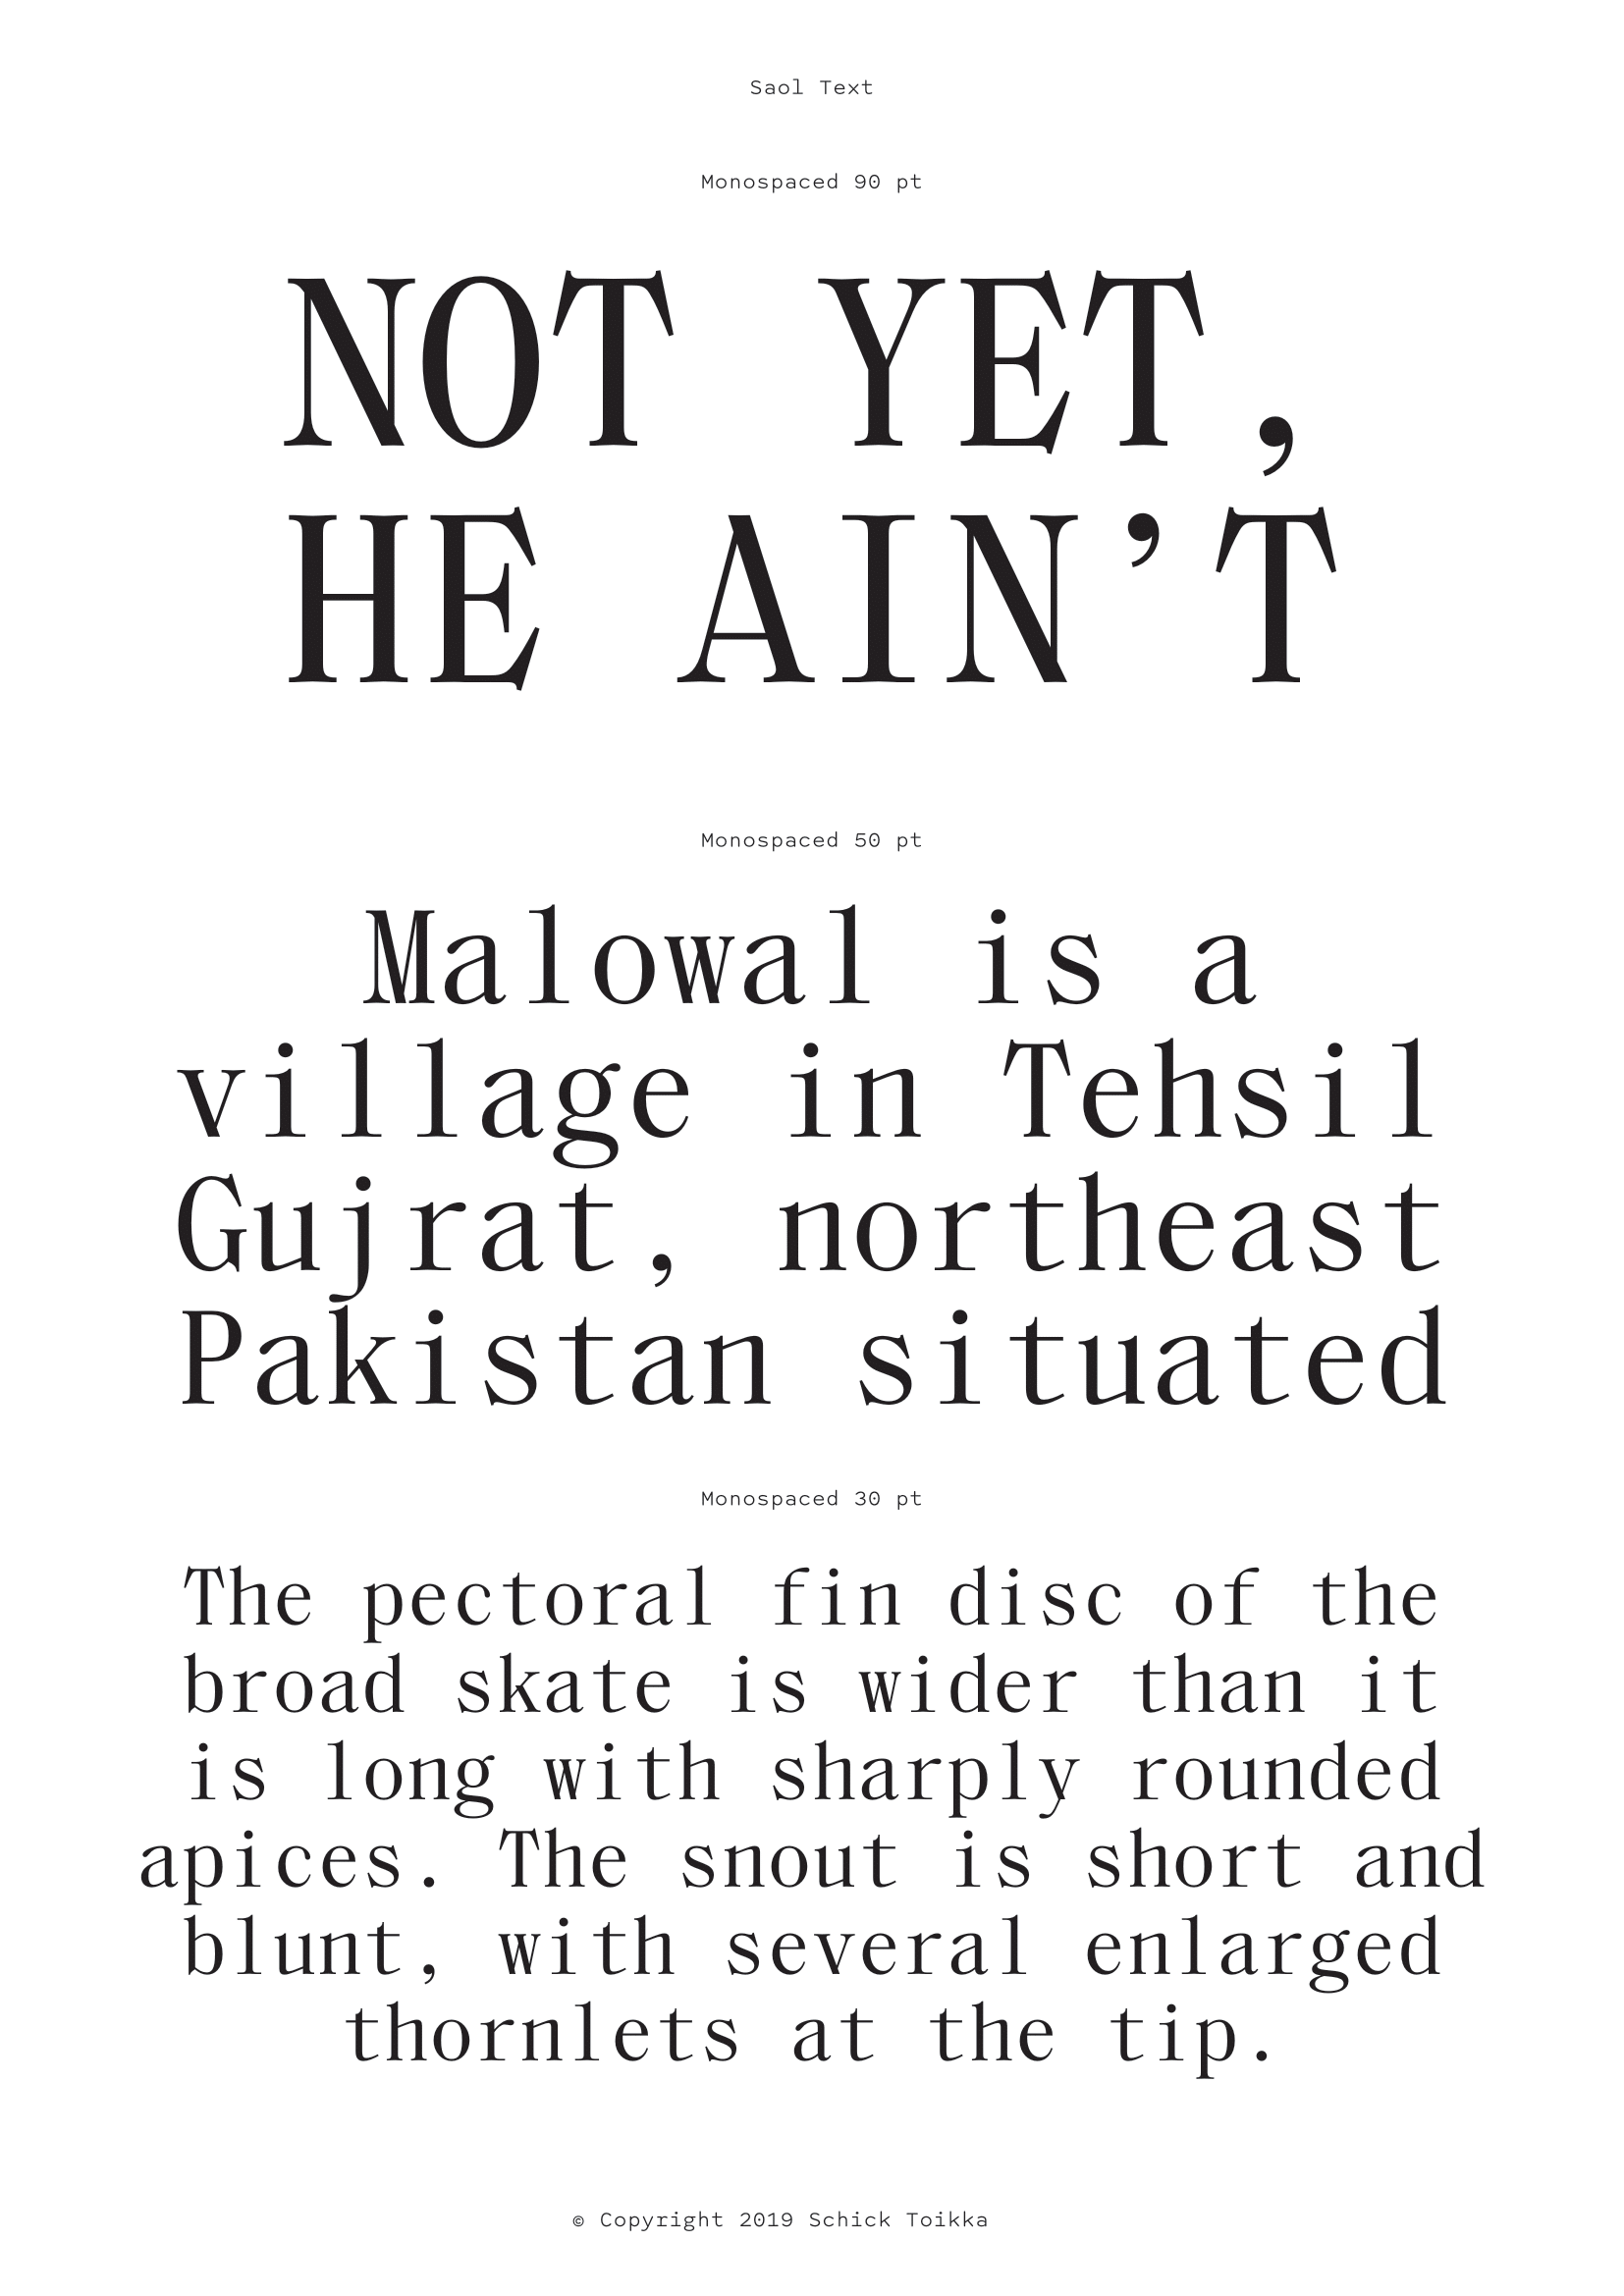 Saol Text
Monospaced 90 pt
NOT YET,
HE AIN’T
Monospaced 50 pt
Malowal is a
village in Tehsil
Gujrat, northeast
Pakistan situated
Monospaced 30 pt
The pectoral fin disc of the
broad skate is wider than it
is long with sharply rounded
apices. The snout is short and
blunt, with several enlarged
thornlets at the tip.
© Copyright 2019 Schick Toikka